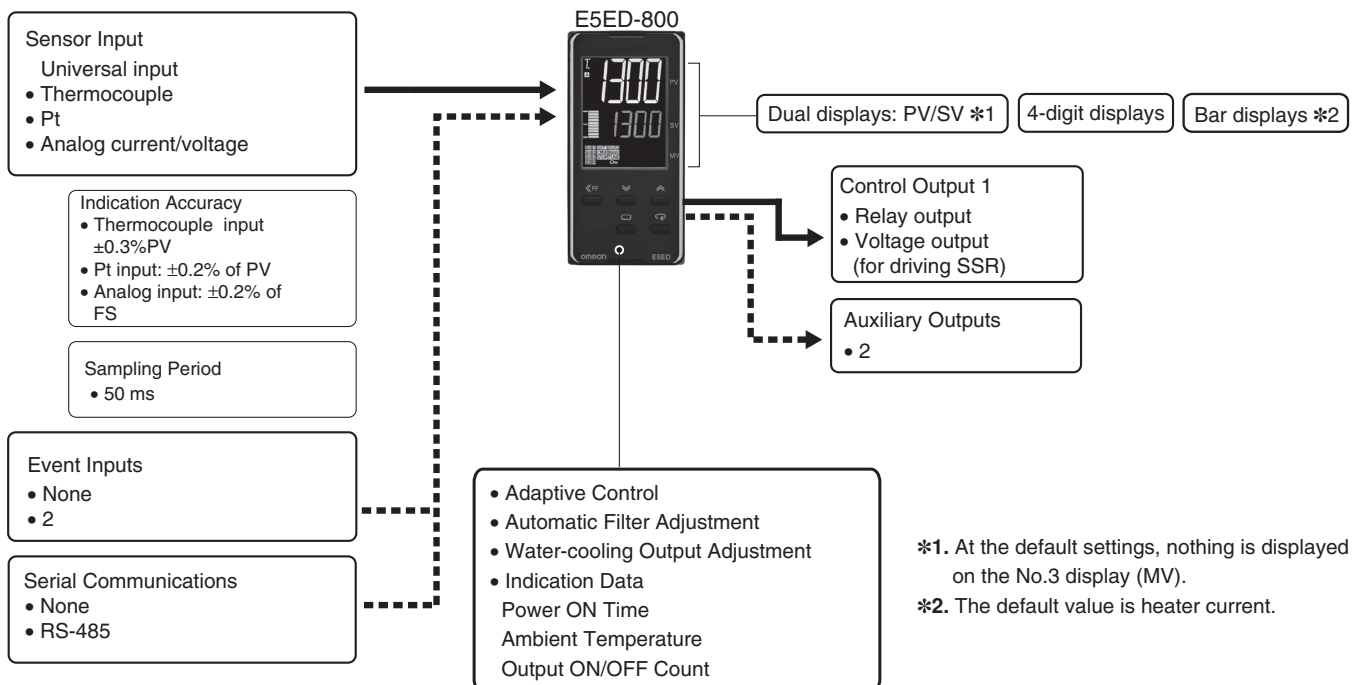 E5ED-800
Sensor Input
Universal input
• Thermocouple
• Pt
• Analog current/voltage
Indication Accuracy
• Thermocouple input
±0.3%PV
• Pt input: ±0.2% of PV
• Analog input: ±0.2% of
FS
Sampling Period
• 50 ms
Event Inputs
• None
• 2
Serial Communications
• None
• RS-485
1300
PV
1300
SV
MV
PF
OMRON
E5ED
Dual displays: PV/SV ✽1
4-digit displays
Bar displays ✽2
Control Output 1
• Relay output
• Voltage output
(for driving SSR)
Auxiliary Outputs
• 2
• Adaptive Control
• Automatic Filter Adjustment
• Water-cooling Output Adjustment
• Indication Data
Power ON Time
Ambient Temperature
Output ON/OFF Count
✽1. At the default settings, nothing is displayed
on the No.3 display (MV).
✽2. The default value is heater current.